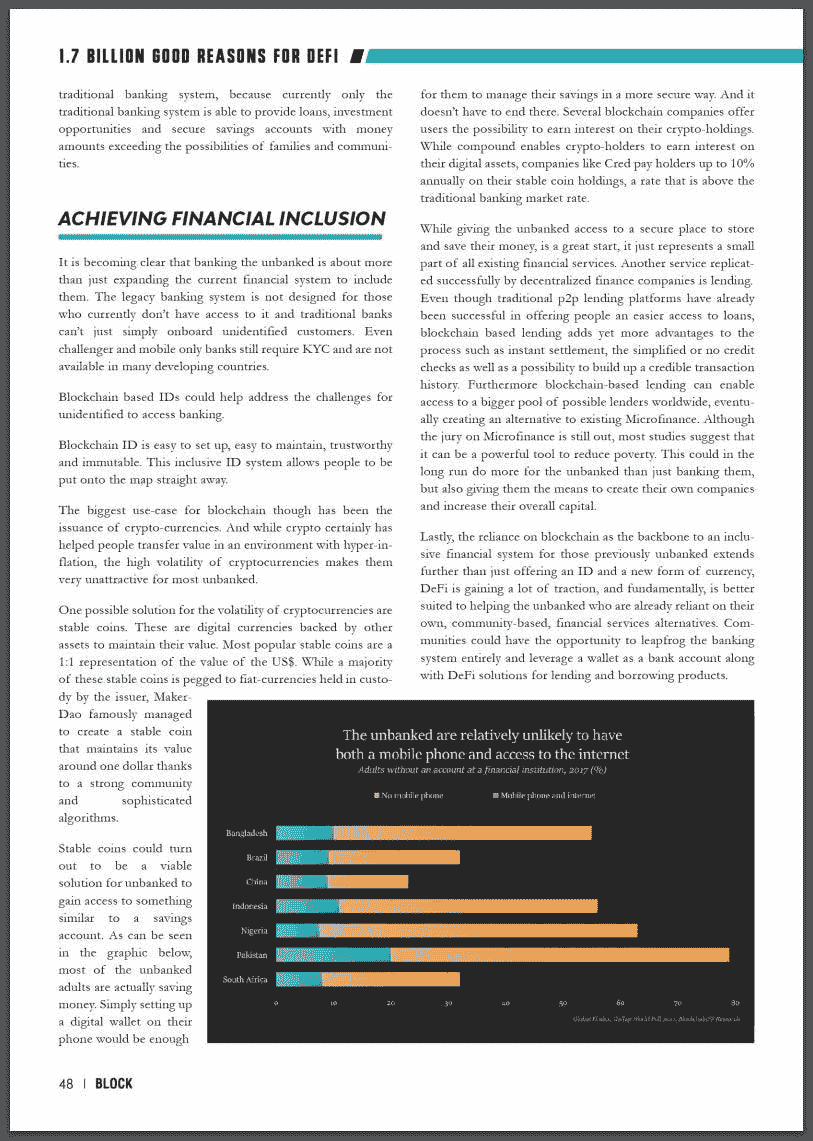 1.7 BILLION GOOD REASONS FOR DEFI
traditional banking system, because currently only the
traditional banking system is able to provide loans, investment
opportunities and secure savings accounts with money
amounts exceeding the possibilities of families and communi-
ties.
ACHIEVING FINANCIAL INCLUSION
It is becoming clear that banking the unbanked is about more
than just expanding the current financial system to include
them. The legacy banking system is not designed for those
who currently don't have access to it and traditional banks
can't just simply onboard unidentified customers. Even
challenger and mobile only banks still require KYC and are not
available in many developing countries.
Blockchain based IDs could help address the challenges for
unidentified to access banking.
Blockchain ID is easy to set up, easy to maintain, trustworthy
and immutable. This inclusive ID system allows people to be
put onto the map straight away.
The biggest use-case for blockchain though has been the
issuance of crypto-currencies. And while crypto certainly has
helped people transfer value in an environment with hyper-in-
flation, the high volatility of cryptocurrencies makes them
very unattractive for most unbanked.
One possible solution for the volatility of cryptocurrencies are
stable coins. These are digital currencies backed by other
assets to maintain their value. Most popular stable coins are a
1:1 representation of the value of the US$. While a majority
of these stable coins is pegged to fiat-currencies held in custo-
dy by the issuer, Maker-
Dao famously managed
to create a stable coin
that maintains its value
around one dollar thanks
to a strong community
and sophisticated
algorithms.
Stable coins could turn
out to be a viable
solution for unbanked to
gain access to something
similar to a savings
account. As can be seen
in the graphic below,
most of the unbanked
adults are actually saving
money. Simply setting up
a digital wallet on their
phone would be enough
for them to manage their savings in a more secure way. And it
doesn't have to end there. Several blockchain companies offer
users the possibility to earn interest on their crypto-holdings.
While compound enables crypto-holders to earn interest on
their digital assets, companies like Cred pay holders up to 10%
annually on their stable coin holdings, a rate that is above the
traditional banking market rate.
While giving the unbanked access to a secure place to store
and save their money, is a great start, it just represents a small
part of all existing financial services. Another service replicat-
ed successfully by decentralized finance companies is lending.
Even though traditional p2p lending platforms have already
been successful in offering people an easier access to loans,
blockchain based lending adds yet more advantages to the
process such as instant settlement, the simplified or no credit
checks as well as a possibility to build up a credible transaction
history. Furthermore blockchain-based lending can enable
access to a bigger pool of possible lenders worldwide, eventu-
ally creating an alternative to existing Microfinance. Although
the jury on Microfinance is still out, most studies suggest that
it can be a powerful tool to reduce poverty. This could in the
long run do more for the unbanked than just banking them,
but also giving them the means to create their own companies
and increase their overall capital.
Lastly, the reliance on blockchain as the backbone to an inclu-
sive financial system for those previously unbanked extends
further than just offering an ID and a new form of currency,
DeFi is gaining a lot of traction, and fundamentally, is better
suited to helping the unbanked who are already reliant on their
own, community-based, financial services alternatives. Com-
munities could have the opportunity to leapfrog the banking
system entirely and leverage a wallet as a bank account along
with DeFi solutions for lending and borrowing products.
The unbanked are relatively unlikely to have
both a mobile phone and access to the internet
Adults without an account at a financial institution, 2017 (%)
No mobile phone Mobile phone and internet
Bangladesh
Brazil
China
Indonesia
Nigeria
Pakistan
South Africa
0 10 20 30 40 50 60 70 80
48 | BLOCK